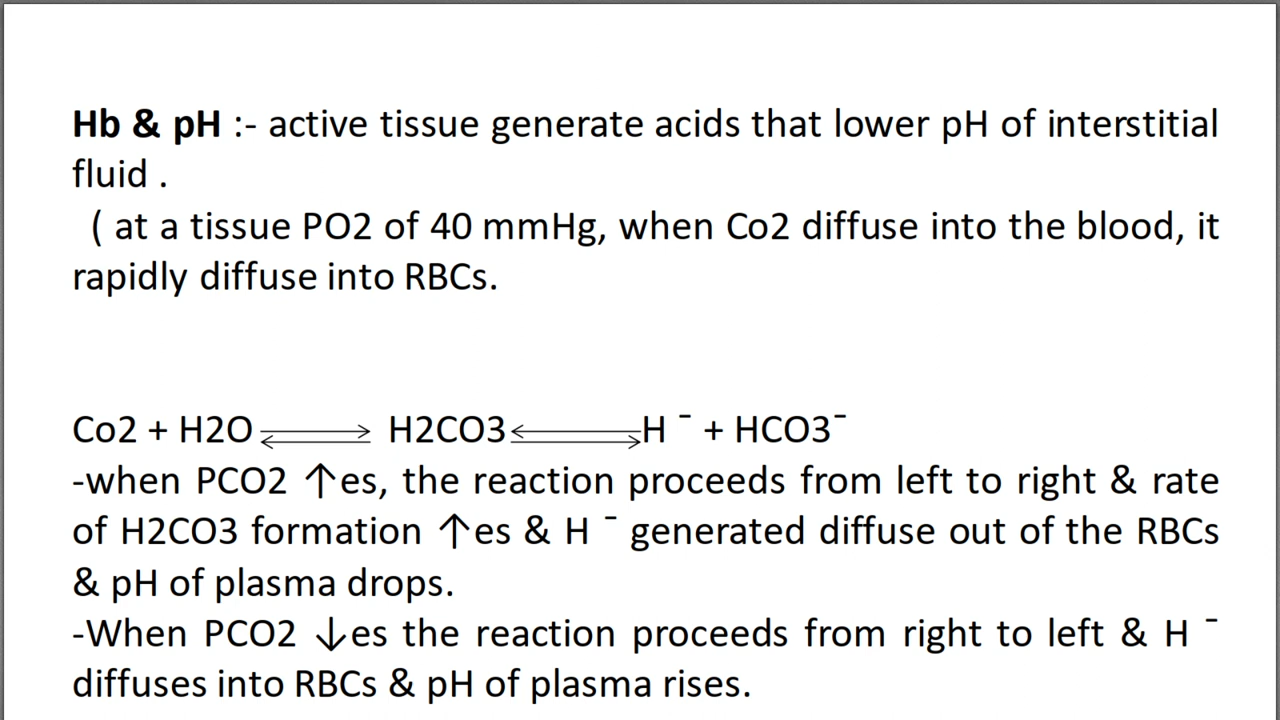 Hb & pH :- active tissue generate acids that lower pH of interstitial
fluid .
( at a tissue PO2 of 40 mmHg, when Co2 diffuse into the blood, it
rapidly diffuse into RBCs.
Co2 + H2O ⇌ H2CO3 ⇌ H ⁻ + HCO3⁻
-when PCO2 ↑es, the reaction proceeds from left to right & rate
of H2CO3 formation ↑es & H ⁻ generated diffuse out of the RBCs
& pH of plasma drops.
-When PCO2 ↓es the reaction proceeds from right to left & H ⁻
diffuses into RBCs & pH of plasma rises.